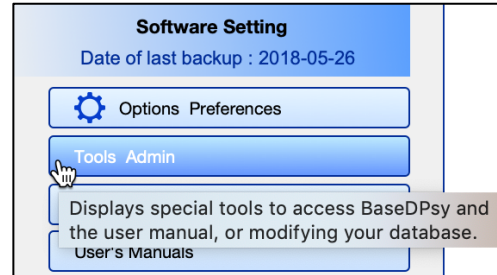 Software Setting
Date of last backup : 2018-05-26
Options Preferences
Tools Admin
Displays special tools to access BaseDPsy and
the user manual, or modifying your database.
User's Manuals